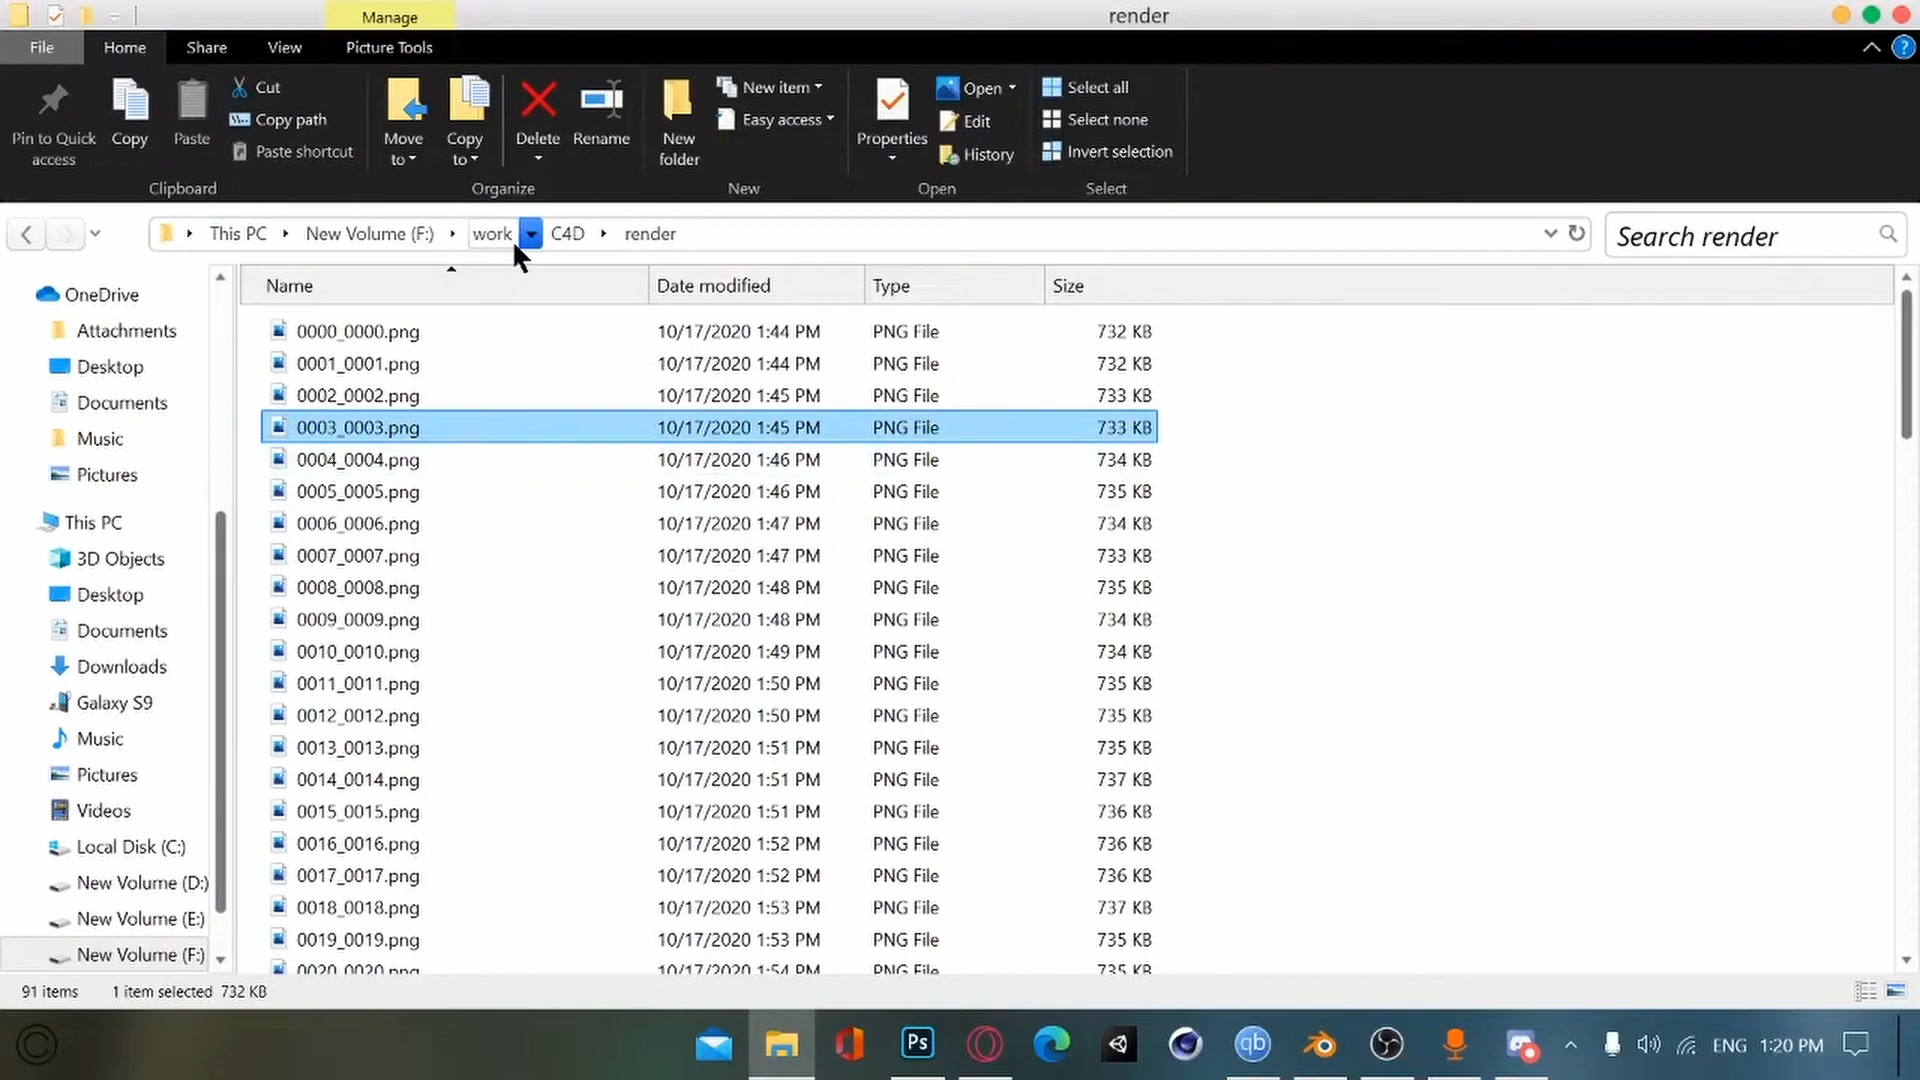 Manage
render
File
Home
Share
View
Picture Tools
Pin to Quick access
Copy
Paste
Cut
Copy path
Paste shortcut
Clipboard
Move to
Copy to
Delete
Rename
Organize
New folder
New item
Easy access
New
Properties
Open
Edit
History
Open
Select all
Select none
Invert selection
Select
This PC
New Volume (F:)
work
C4D
render
Search render
OneDrive
Attachments
Desktop
Documents
Music
Pictures
This PC
3D Objects
Desktop
Documents
Downloads
Galaxy S9
Music
Pictures
Videos
Local Disk (C:)
New Volume (D:)
New Volume (E:)
New Volume (F:)
Name Date modified Type Size
0000_0000.png 10/17/2020 1:44 PM PNG File 732 KB
0001_0001.png 10/17/2020 1:44 PM PNG File 732 KB
0002_0002.png 10/17/2020 1:45 PM PNG File 733 KB
0003_0003.png 10/17/2020 1:45 PM PNG File 733 KB
0004_0004.png 10/17/2020 1:46 PM PNG File 734 KB
0005_0005.png 10/17/2020 1:46 PM PNG File 735 KB
0006_0006.png 10/17/2020 1:47 PM PNG File 734 KB
0007_0007.png 10/17/2020 1:47 PM PNG File 733 KB
0008_0008.png 10/17/2020 1:48 PM PNG File 735 KB
0009_0009.png 10/17/2020 1:48 PM PNG File 734 KB
0010_0010.png 10/17/2020 1:49 PM PNG File 734 KB
0011_0011.png 10/17/2020 1:50 PM PNG File 735 KB
0012_0012.png 10/17/2020 1:50 PM PNG File 735 KB
0013_0013.png 10/17/2020 1:51 PM PNG File 735 KB
0014_0014.png 10/17/2020 1:51 PM PNG File 737 KB
0015_0015.png 10/17/2020 1:51 PM PNG File 736 KB
0016_0016.png 10/17/2020 1:52 PM PNG File 736 KB
0017_0017.png 10/17/2020 1:52 PM PNG File 736 KB
0018_0018.png 10/17/2020 1:53 PM PNG File 737 KB
0019_0019.png 10/17/2020 1:53 PM PNG File 735 KB
0020_0020.png 10/17/2020 1:54 PM PNG File 735 KB
91 items 1 item selected 732 KB
Ps
qb
ENG 1:20 PM